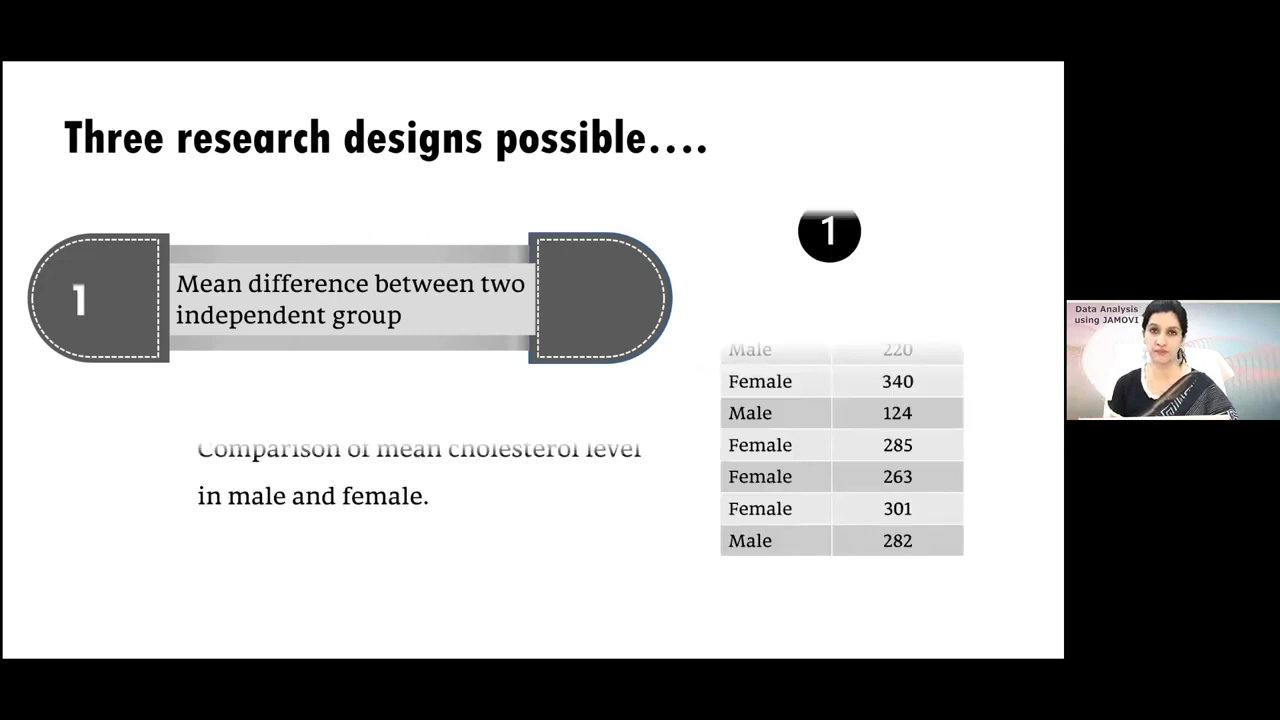 Three research designs possible....
1
Mean difference between two
independent group
Comparison of mean cholesterol level
in male and female.
1
Male 220
Female 340
Male 124
Female 285
Female 263
Female 301
Male 282
Data Analysis
using JAMOVI